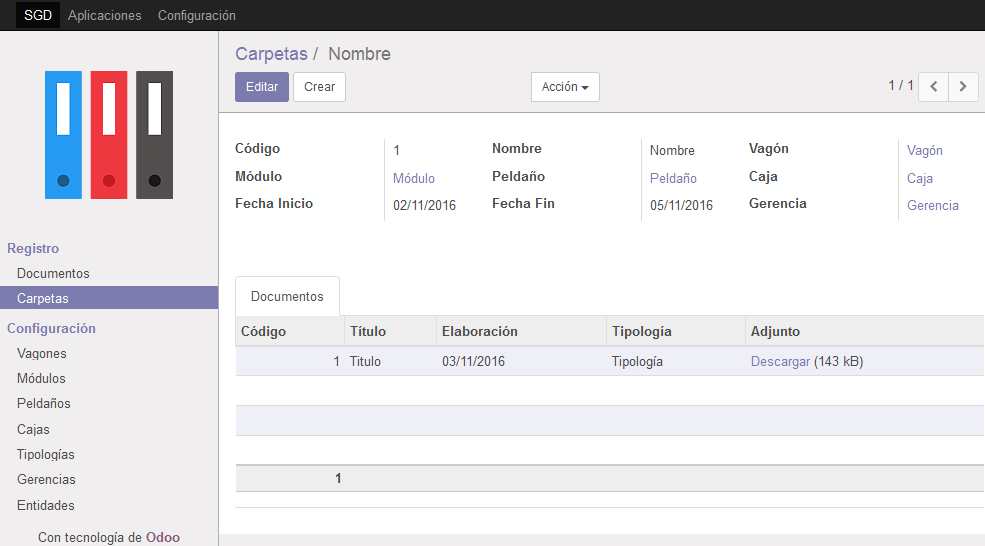 SGD Aplicaciones Configuración
Carpetas / Nombre
Editar Crear Acción 1 / 1
Código 1 Nombre Nombre Vagón Vagón
Módulo Módulo Peldaño Peldaño Caja Caja
Fecha Inicio 02/11/2016 Fecha Fin 05/11/2016 Gerencia Gerencia
Registro
Documentos
Carpetas
Configuración
Vagones
Módulos
Peldaños
Cajas
Tipologías
Gerencias
Entidades
Con tecnología de Odoo
Documentos
Código Título Elaboración Tipología Adjunto
1 Titulo 03/11/2016 Tipología Descargar (143 kB)
1